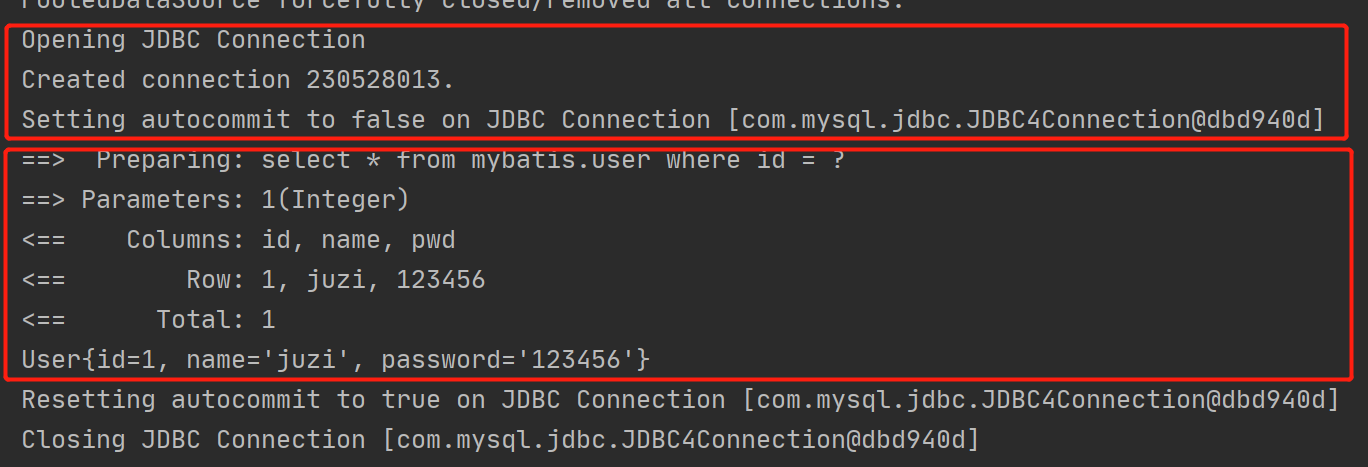 PooledDataSource forcefully closed/removed all connections.
Opening JDBC Connection
Created connection 230528013.
Setting autocommit to false on JDBC Connection [com.mysql.jdbc.JDBC4Connection@dbd940d]
==>  Preparing: select * from mybatis.user where id = ?
==> Parameters: 1(Integer)
<==    Columns: id, name, pwd
<==        Row: 1, juzi, 123456
<==      Total: 1
User{id=1, name='juzi', password='123456'}
Resetting autocommit to true on JDBC Connection [com.mysql.jdbc.JDBC4Connection@dbd940d]
Closing JDBC Connection [com.mysql.jdbc.JDBC4Connection@dbd940d]